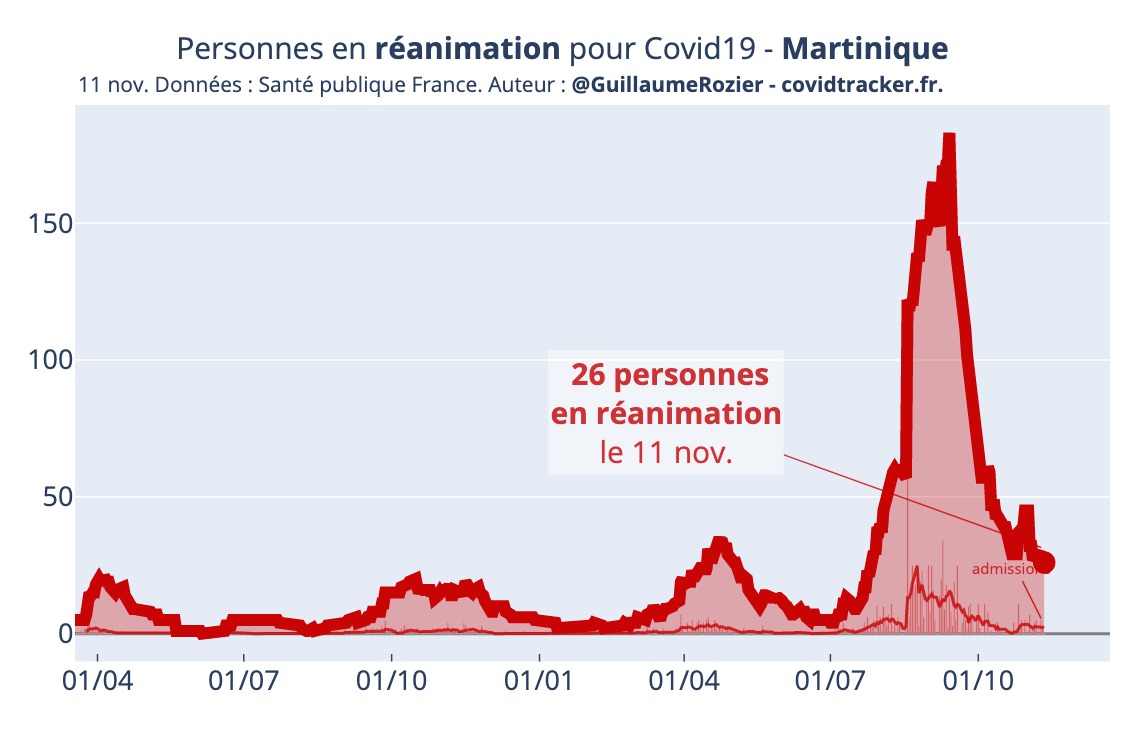 Personnes en réanimation pour Covid19 - Martinique
11 nov. Données : Santé publique France. Auteur : @GuillaumeRozier - covidtracker.fr.
150
100
50
0
26 personnes
en réanimation
le 11 nov.
01/04
01/07
01/10
01/01
01/04
01/07
01/10